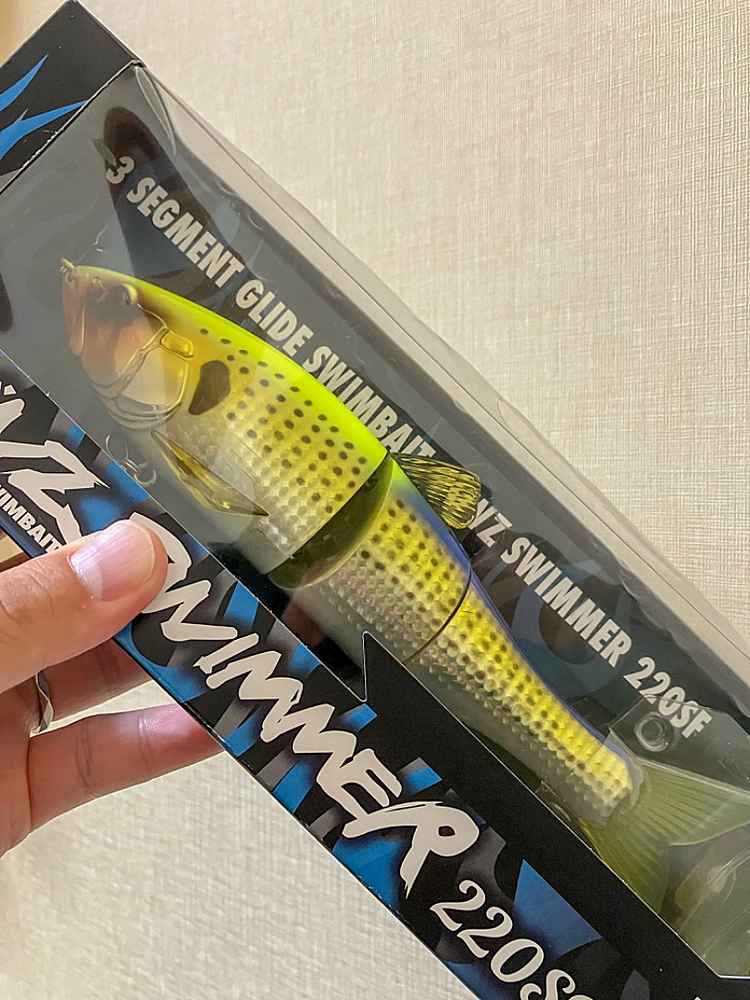 3 SEGMENT GLIDE SWIMBAIT YZ SWIMMER 220SF
SWIMMER
220S